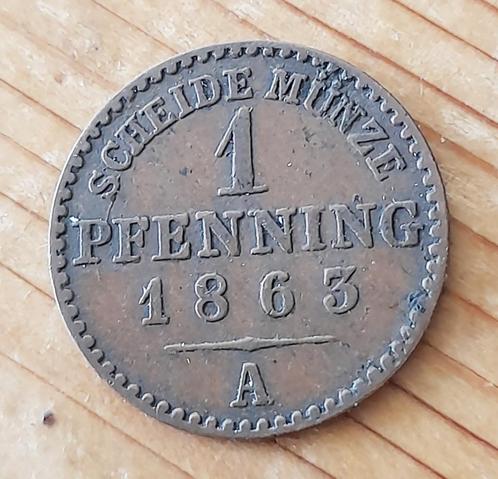 SCHEIDE MÜNZE
1
PFENNING
1863
A